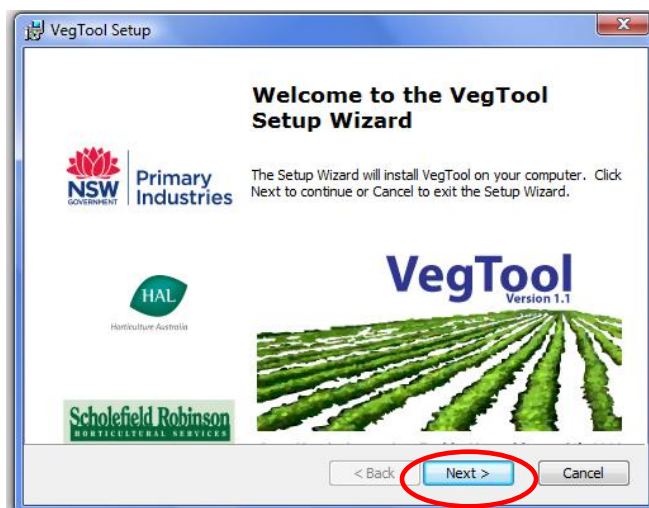 VegTool Setup
Welcome to the VegTool
Setup Wizard
The Setup Wizard will install VegTool on your computer. Click
Next to continue or Cancel to exit the Setup Wizard.
NSW
GOVERNMENT
Primary
Industries
VegTool
Version 1.1
HAL
Horticulture Australia
Scholefield Robinson
HORTICULTURAL SERVICES
< Back
Next >
Cancel